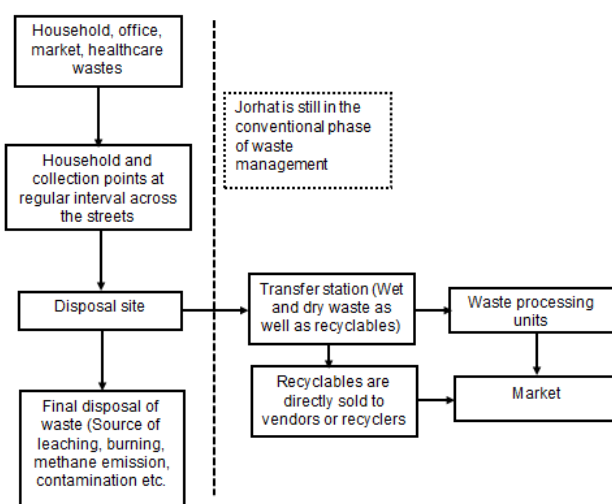 Household, office,
market, healthcare
wastes
Jorhat is still in the
conventional phase
of waste
management
Household and
collection points at
regular interval across
the streets
Disposal site
Transfer station (Wet
and dry waste as
well as recyclables)
Waste processing
units
Recyclables are
directly sold to
vendors or recyclers
Market
Final disposal of
waste (Source of
leaching, burning,
methane emission,
contamination etc.